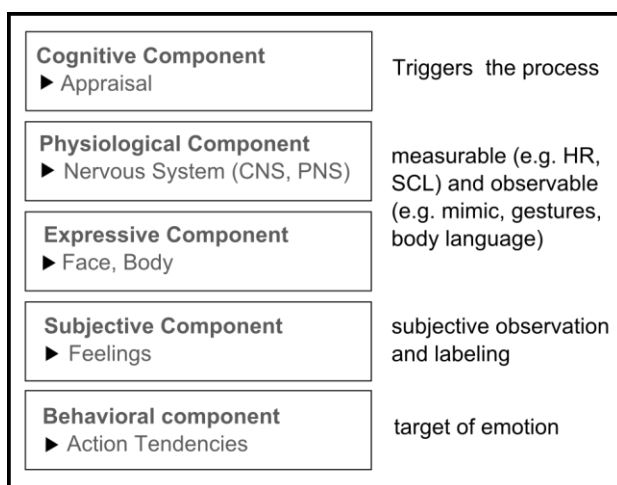 Cognitive Component
▶ Appraisal
Triggers the process
Physiological Component
▶ Nervous System (CNS, PNS)
Expressive Component
▶ Face, Body
measurable (e.g. HR,
SCL) and observable
(e.g. mimic, gestures,
body language)
Subjective Component
▶ Feelings
subjective observation
and labeling
Behavioral component
▶ Action Tendencies
target of emotion